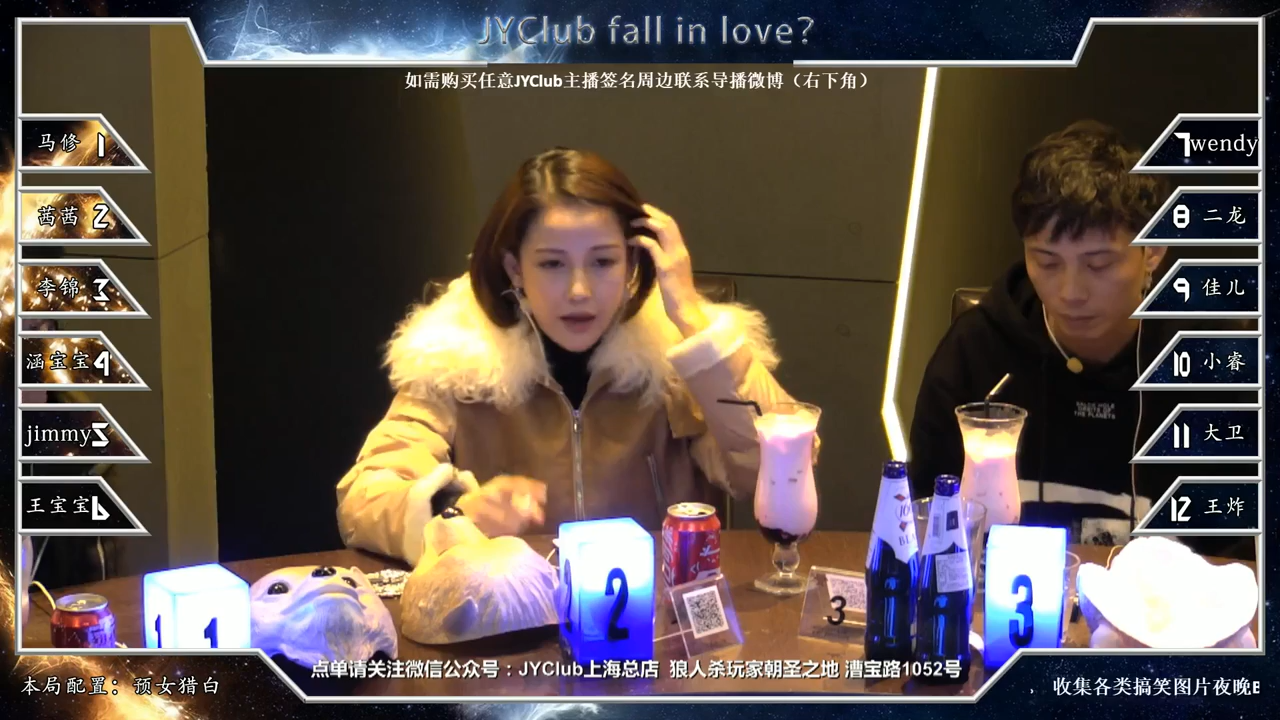 JYClub fall in love?
如需购买任意JYClub主播签名周边联系导播微博（右下角）
马修 1
茜茜 2
李锦 3
涵宝宝 4
jimmy 5
王宝宝 6
7 wendy
8 二龙
9 佳儿
10 小睿
11 大卫
12 王炸
1 1
2
3
3
点单请关注微信公众号：JYClub上海总店 狼人杀玩家朝圣之地 漕宝路1052号
本局配置：预女猎白
收集各类搞笑图片夜晚